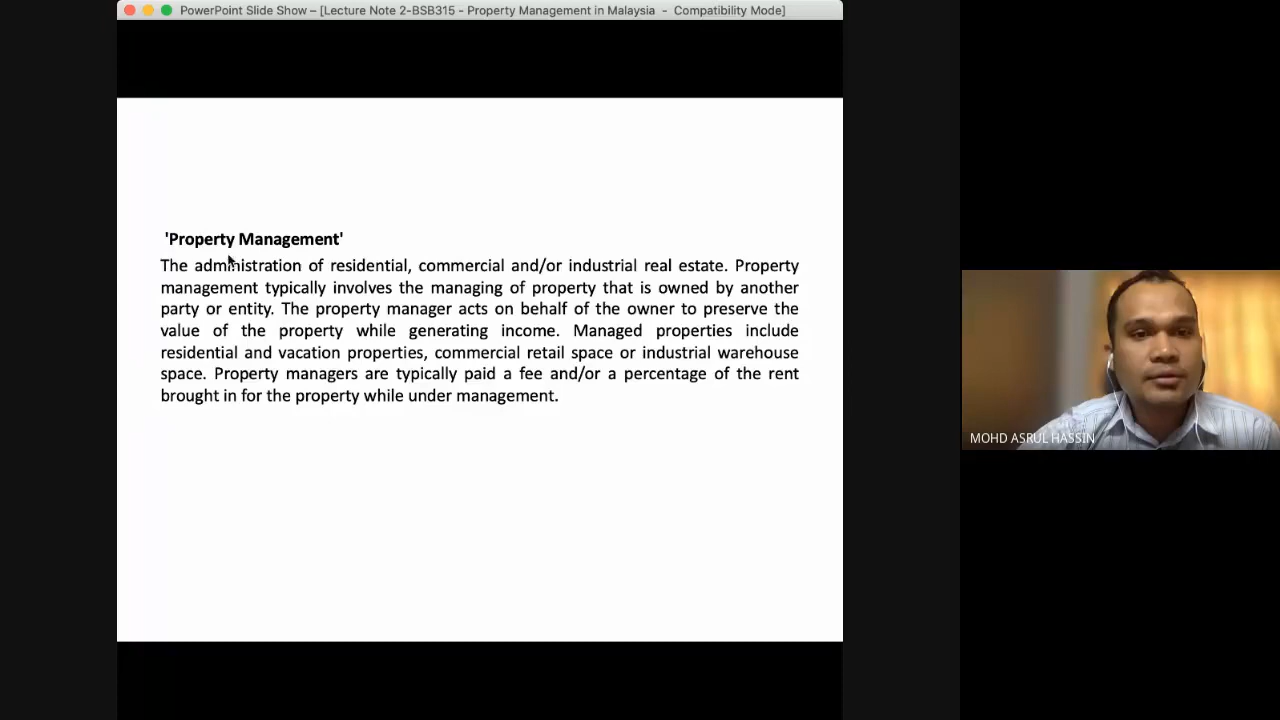 PowerPoint Slide Show – [Lecture Note 2-BSB315 - Property Management in Malaysia - Compatibility Mode]
'Property Management'
The administration of residential, commercial and/or industrial real estate. Property
management typically involves the managing of property that is owned by another
party or entity. The property manager acts on behalf of the owner to preserve the
value of the property while generating income. Managed properties include
residential and vacation properties, commercial retail space or industrial warehouse
space. Property managers are typically paid a fee and/or a percentage of the rent
brought in for the property while under management.
MOHD ASRUL HASSIN